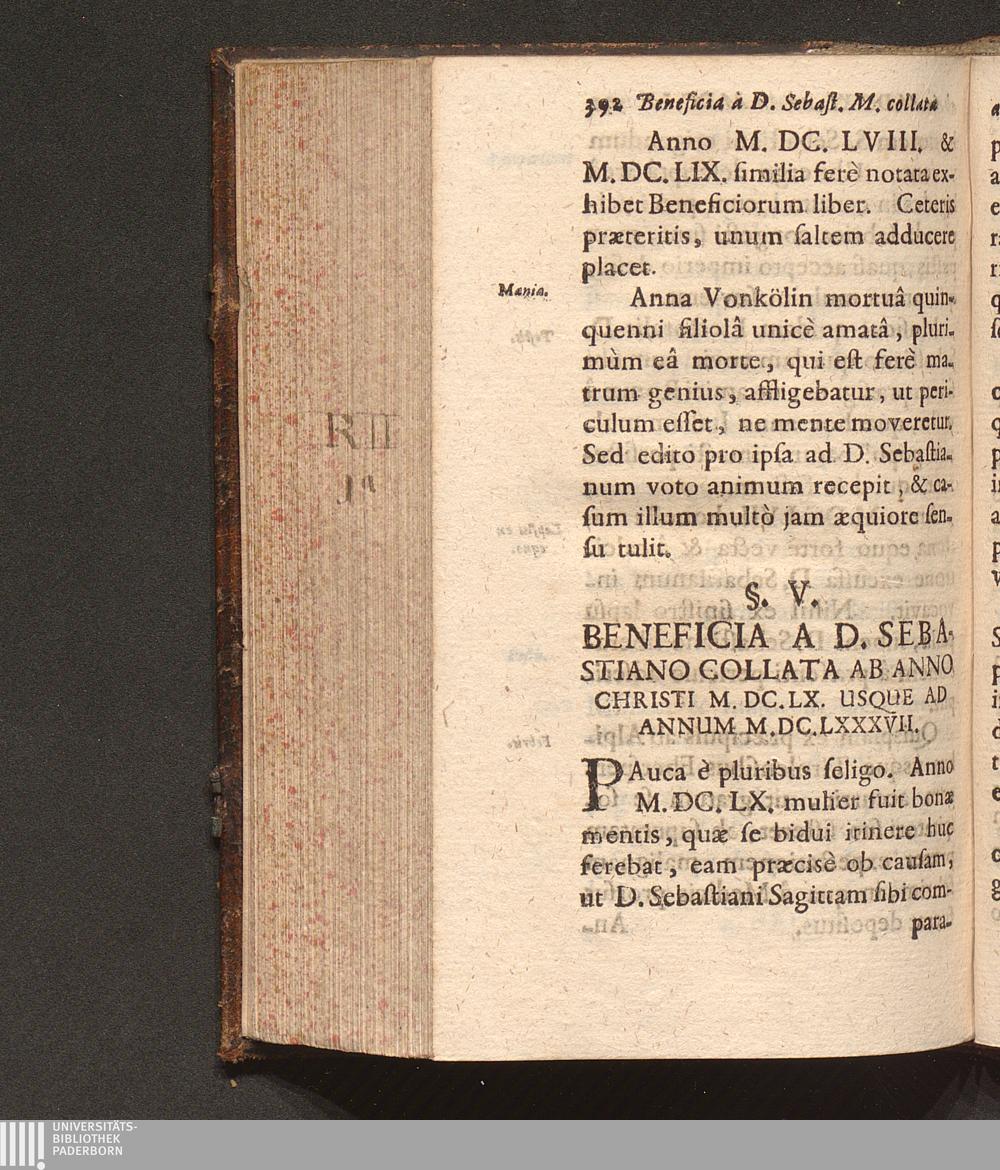 392 Beneficia a D. Sebaſt. M. collata
Anno M. DC. LVIII. &
M. DC. LIX. ſimilia ferè notata ex-
hibet Beneficiorum liber. Ceteris
præteritis, unum ſaltem adducere
placet.
Mania.
Anna Vonkölin mortuâ quin-
quenni filiolâ unicè amatâ, pluri-
mùm eâ morte, qui eſt ferè ma-
trum genius, affligebatur, ut peri-
culum eſſet, ne mente moveretur.
Sed edito pro ipſa ad D. Sebaſtia-
num voto animum recepit, & ca-
ſum illum multò jam æquiore ſen-
ſu tulit.
§. V.
BENEFICIA A D. SEBA-
STIANO COLLATA AB ANNO
CHRISTI M. DC. LX. USQUE AD
ANNUM M. DC. LXXXVII.
PAuca è pluribus ſeligo. Anno
M. DC. LX. mulier fuit bonæ
mentis, quæ ſe bidui itinere huc
ferebat, eam præcisè ob cauſam,
ut D. Sebaſtiani Sagittam ſibi com-
para-
R II
UNIVERSITÄTS-
BIBLIOTHEK
PADERBORN